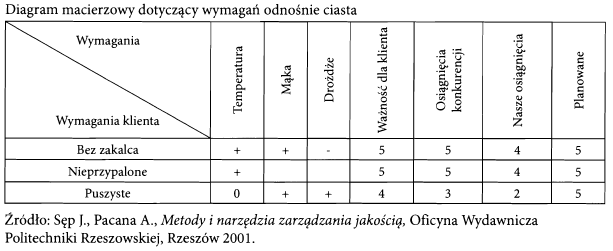 Diagram macierzowy dotyczący wymagań odnośnie ciasta
Wymagania
Wymagania klienta
Temperatura
Mąka
Drożdże
Ważność dla klienta
Osiągnięcia
konkurencji
Nasze osiągnięcia
Planowane
Bez zakalca + + - 5 5 4 5
Nieprzypalone + 5 5 4 5
Puszyste 0 + + 4 3 2 5
Źródło: Sęp J., Pacana A., Metody i narzędzia zarządzania jakością, Oficyna Wydawnicza
Politechniki Rzeszowskiej, Rzeszów 2001.